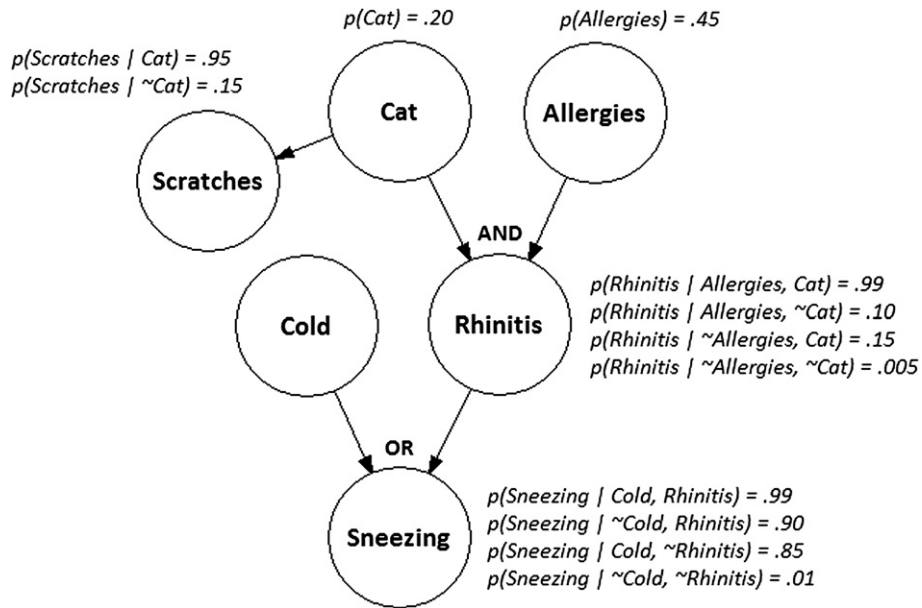 p(Cat) = .20
p(Allergies) = .45
p(Scratches | Cat) = .95
p(Scratches | ~Cat) = .15
Cat
Allergies
Scratches
AND
p(Rhinitis | Allergies, Cat) = .99
p(Rhinitis | Allergies, ~Cat) = .10
p(Rhinitis | ~Allergies, Cat) = .15
p(Rhinitis | ~Allergies, ~Cat) = .005
Cold
Rhinitis
OR
p(Sneezing | Cold, Rhinitis) = .99
p(Sneezing | ~Cold, Rhinitis) = .90
p(Sneezing | Cold, ~Rhinitis) = .85
p(Sneezing | ~Cold, ~Rhinitis) = .01
Sneezing